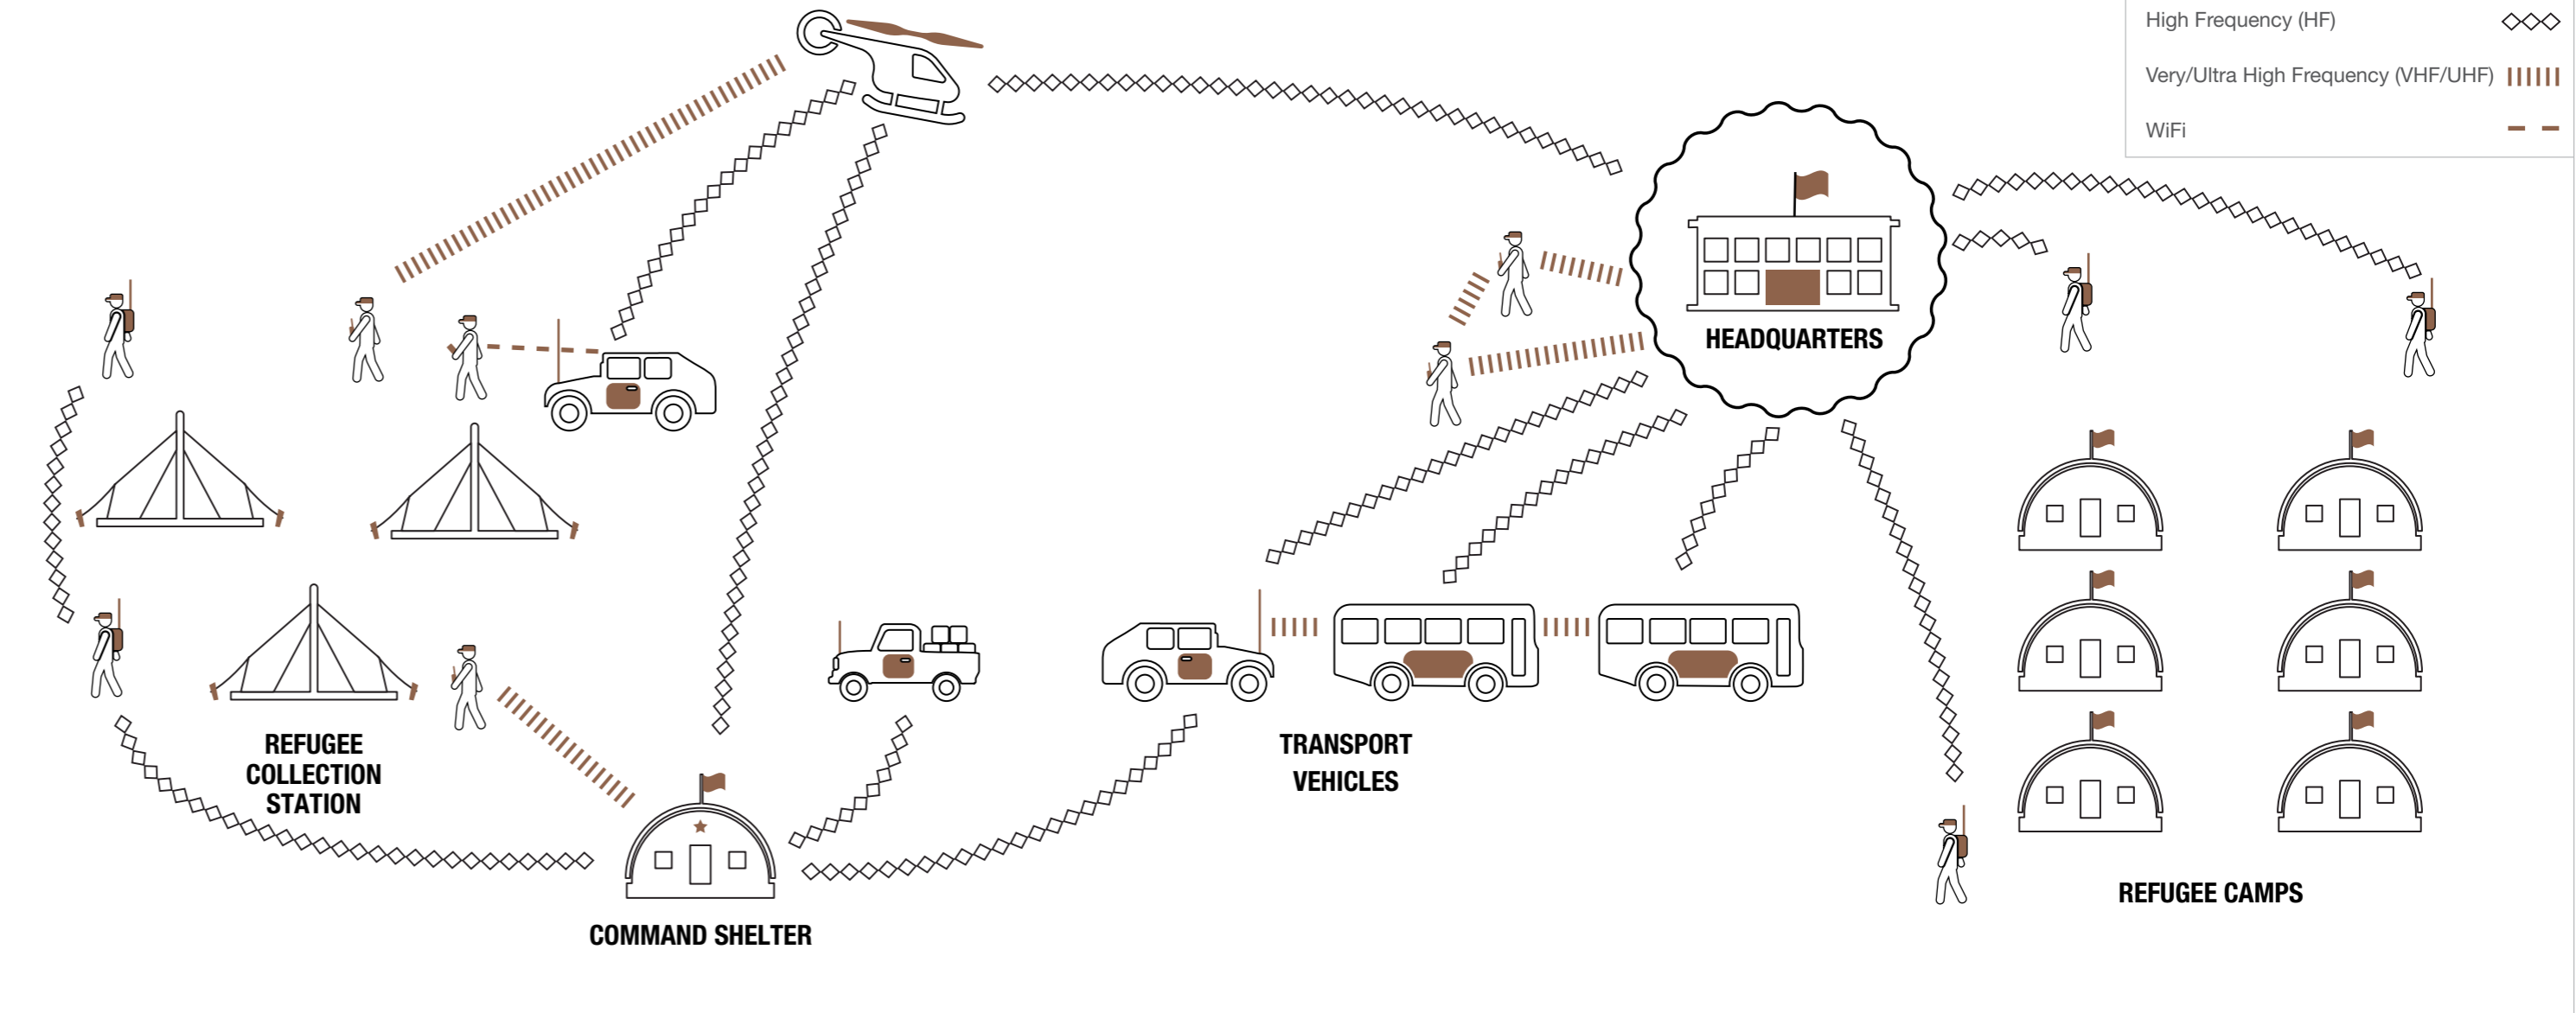 High Frequency (HF)
Very/Ultra High Frequency (VHF/UHF)
WiFi
HEADQUARTERS
REFUGEE
COLLECTION
STATION
TRANSPORT
VEHICLES
REFUGEE CAMPS
COMMAND SHELTER